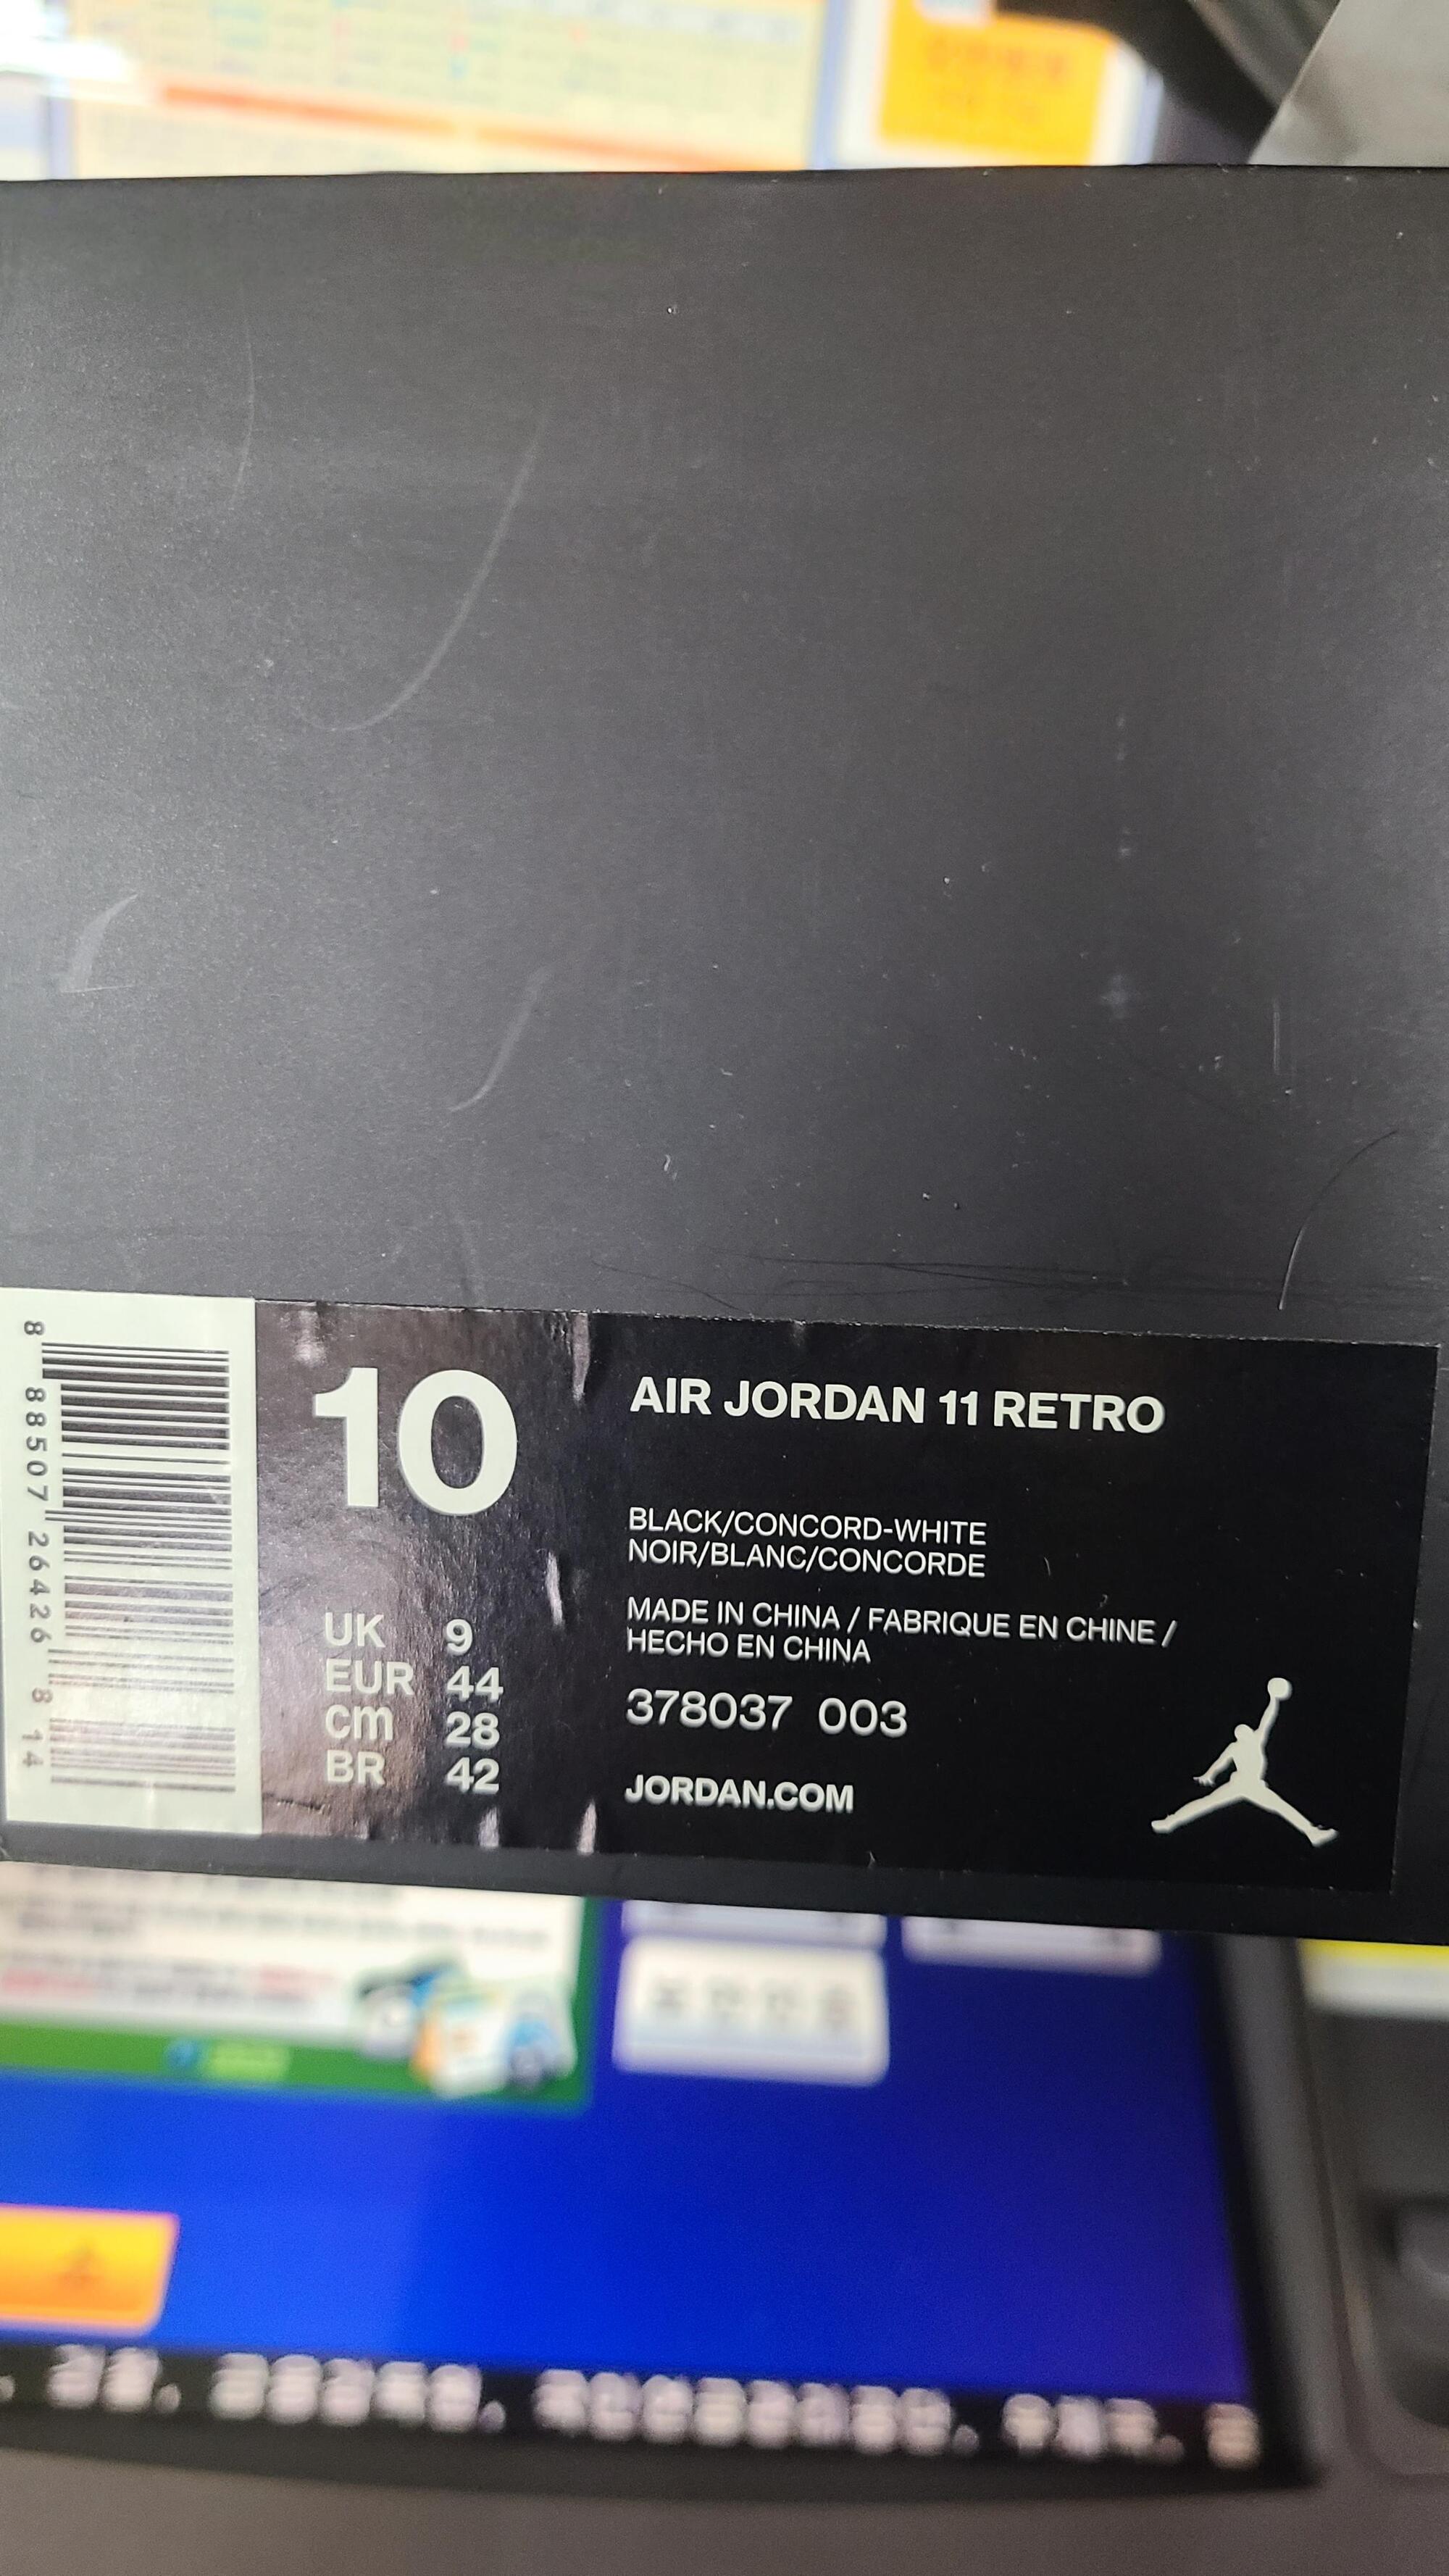 8 88507 26426 8 14
10
UK 9
EUR 44
cm 28
BR 42
AIR JORDAN 11 RETRO
BLACK/CONCORD-WHITE
NOIR/BLANC/CONCORDE
MADE IN CHINA / FABRIQUE EN CHINE /
HECHO EN CHINA
378037 003
JORDAN.COM